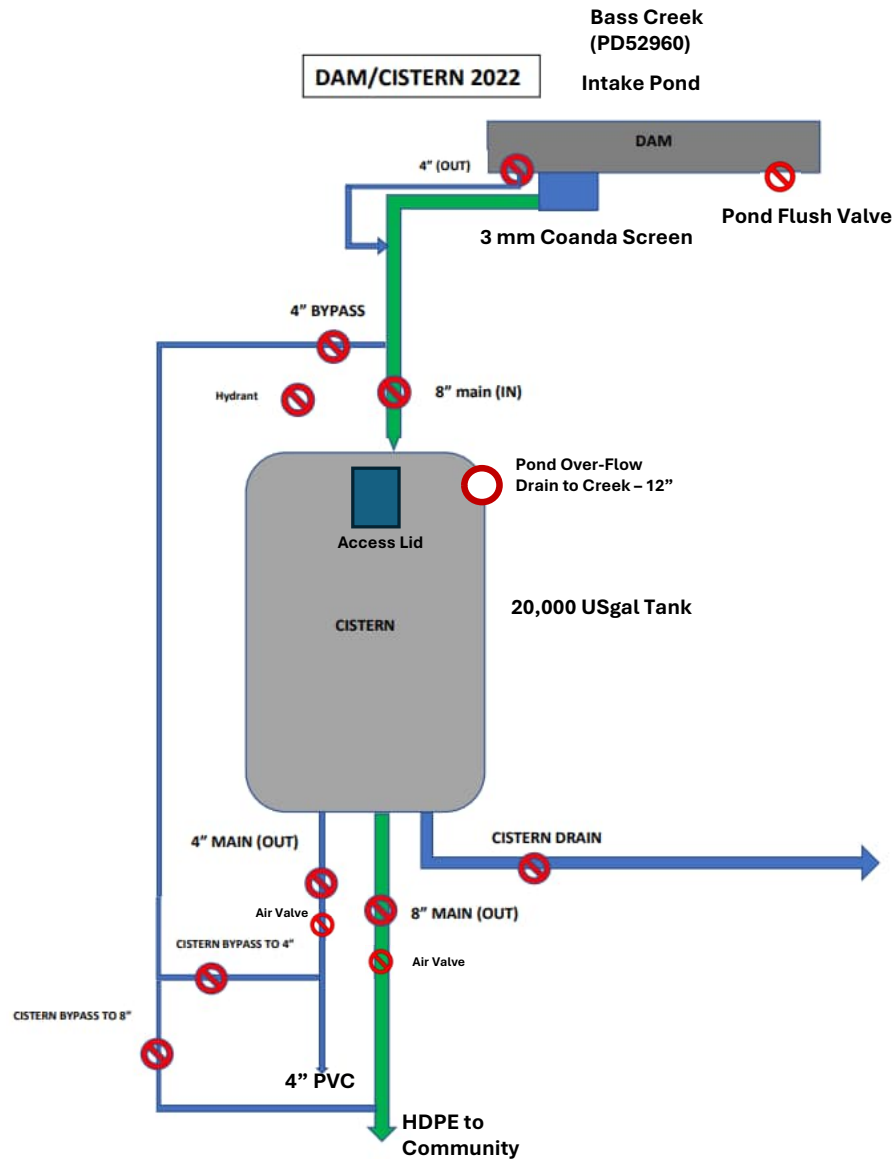 Bass Creek
(PD52960)
DAM/CISTERN 2022
Intake Pond
DAM
4” (OUT)
Pond Flush Valve
3 mm Coanda Screen
4” BYPASS
Hydrant
8” main (IN)
Pond Over-Flow
Drain to Creek – 12”
Access Lid
20,000 USgal Tank
CISTERN
4” MAIN (OUT)
CISTERN DRAIN
Air Valve
8” MAIN (OUT)
CISTERN BYPASS TO 4”
Air Valve
CISTERN BYPASS TO 8”
4” PVC
HDPE to
Community